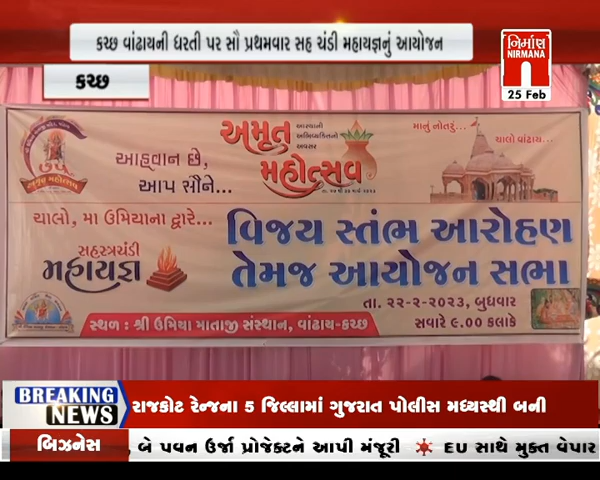 કચ્છ વાંઢાયની ધરતી પર સૌ પ્રથમવાર સહ ચંડી મહાયજ્ઞનું આયોજન
निर्माण
NIRMANA
25 Feb
કચ્છ
અમૃત મહોત્સવ
આહવાન છે,
આપ સૌને...
માનું નોતરું...
ચાલો વાંઢાય...
ચાલો, મા ઉમિયાના દ્વારે...
સહસ્ત્રચંડી
મહાયજ્ઞ
વિજય સ્તંભ આરોહણ
તેમજ આયોજન સભા
તા. ૨૨-૨-૨૦૨૩, બુધવાર
સવારે ૯.૦૦ કલાકે
સ્થળ : શ્રી ઉમિયા માતાજી સંસ્થાન, વાંઢાય-કચ્છ
BREAKING NEWS
રાજકોટ રેન્જના 5 જિલ્લામાં ગુજરાત પોલીસ મધ્યસ્થી બની
બિઝનેસ
, બે પવન ઉર્જા પ્રોજેક્ટને આપી મંજૂરી EU સાથે મુક્ત વેપાર